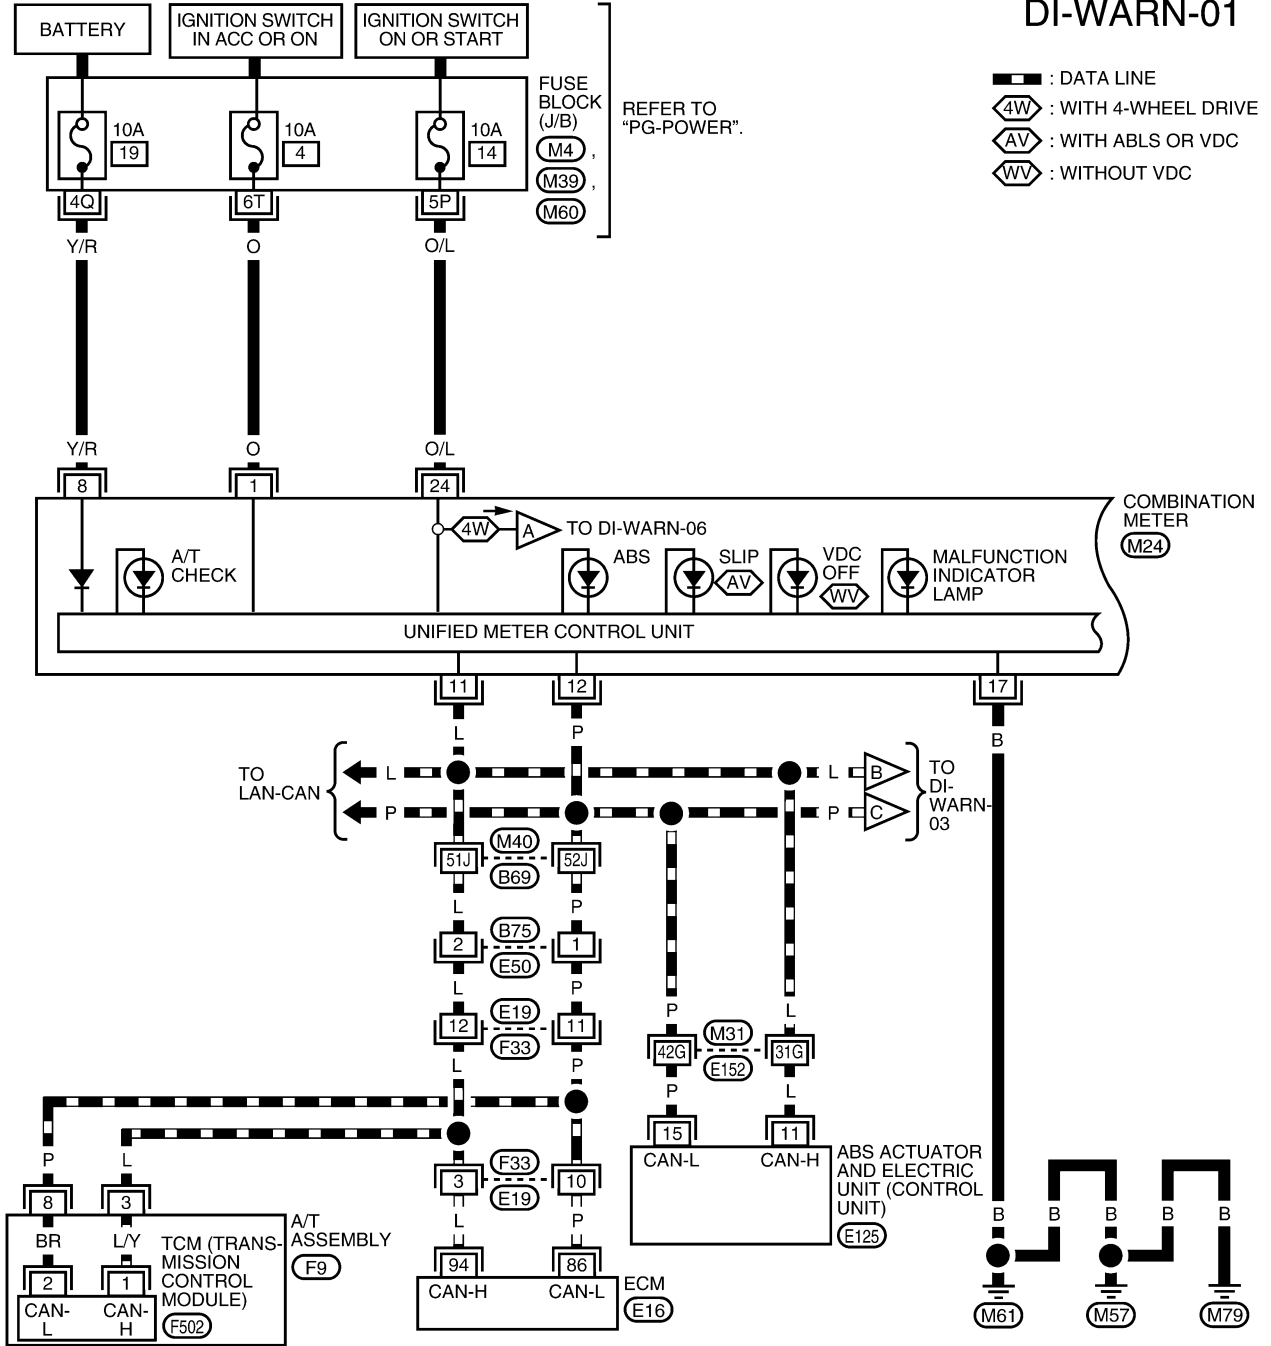 DI-WARN-01
BATTERY
IGNITION SWITCH
IN ACC OR ON
IGNITION SWITCH
ON OR START
: DATA LINE
4W : WITH 4-WHEEL DRIVE
AV : WITH ABLS OR VDC
WV : WITHOUT VDC
10A
19
10A
4
10A
14
FUSE
BLOCK
(J/B)
M4 ,
M39 ,
M60
REFER TO
“PG-POWER”.
4Q
6T
5P
Y/R
O
O/L
Y/R
O
O/L
8
1
24
COMBINATION
METER
M24
4W
A
TO DI-WARN-06
A/T
CHECK
ABS
SLIP
AV
VDC
OFF
WV
MALFUNCTION
INDICATOR
LAMP
UNIFIED METER CONTROL UNIT
11
12
17
L
P
B
TO
LAN-CAN
L
P
L
B
P
C
TO
DI-
WARN-
03
51J
M40
B69
52J
L
P
2
B75
E50
1
L
P
12
E19
F33
11
L
P
P
L
42G
M31
E152
31G
P
L
15
11
CAN-L
CAN-H
ABS ACTUATOR
AND ELECTRIC
UNIT (CONTROL
UNIT)
E125
P
L
3
F33
E19
10
L
P
8
3
A/T
ASSEMBLY
F9
BR
L/Y
TCM (TRANS-
MISSION
CONTROL
MODULE)
F502
2
1
CAN-
L
CAN-
H
94
86
CAN-H
CAN-L
ECM
E16
B
B
B
B
B
M61
M57
M79